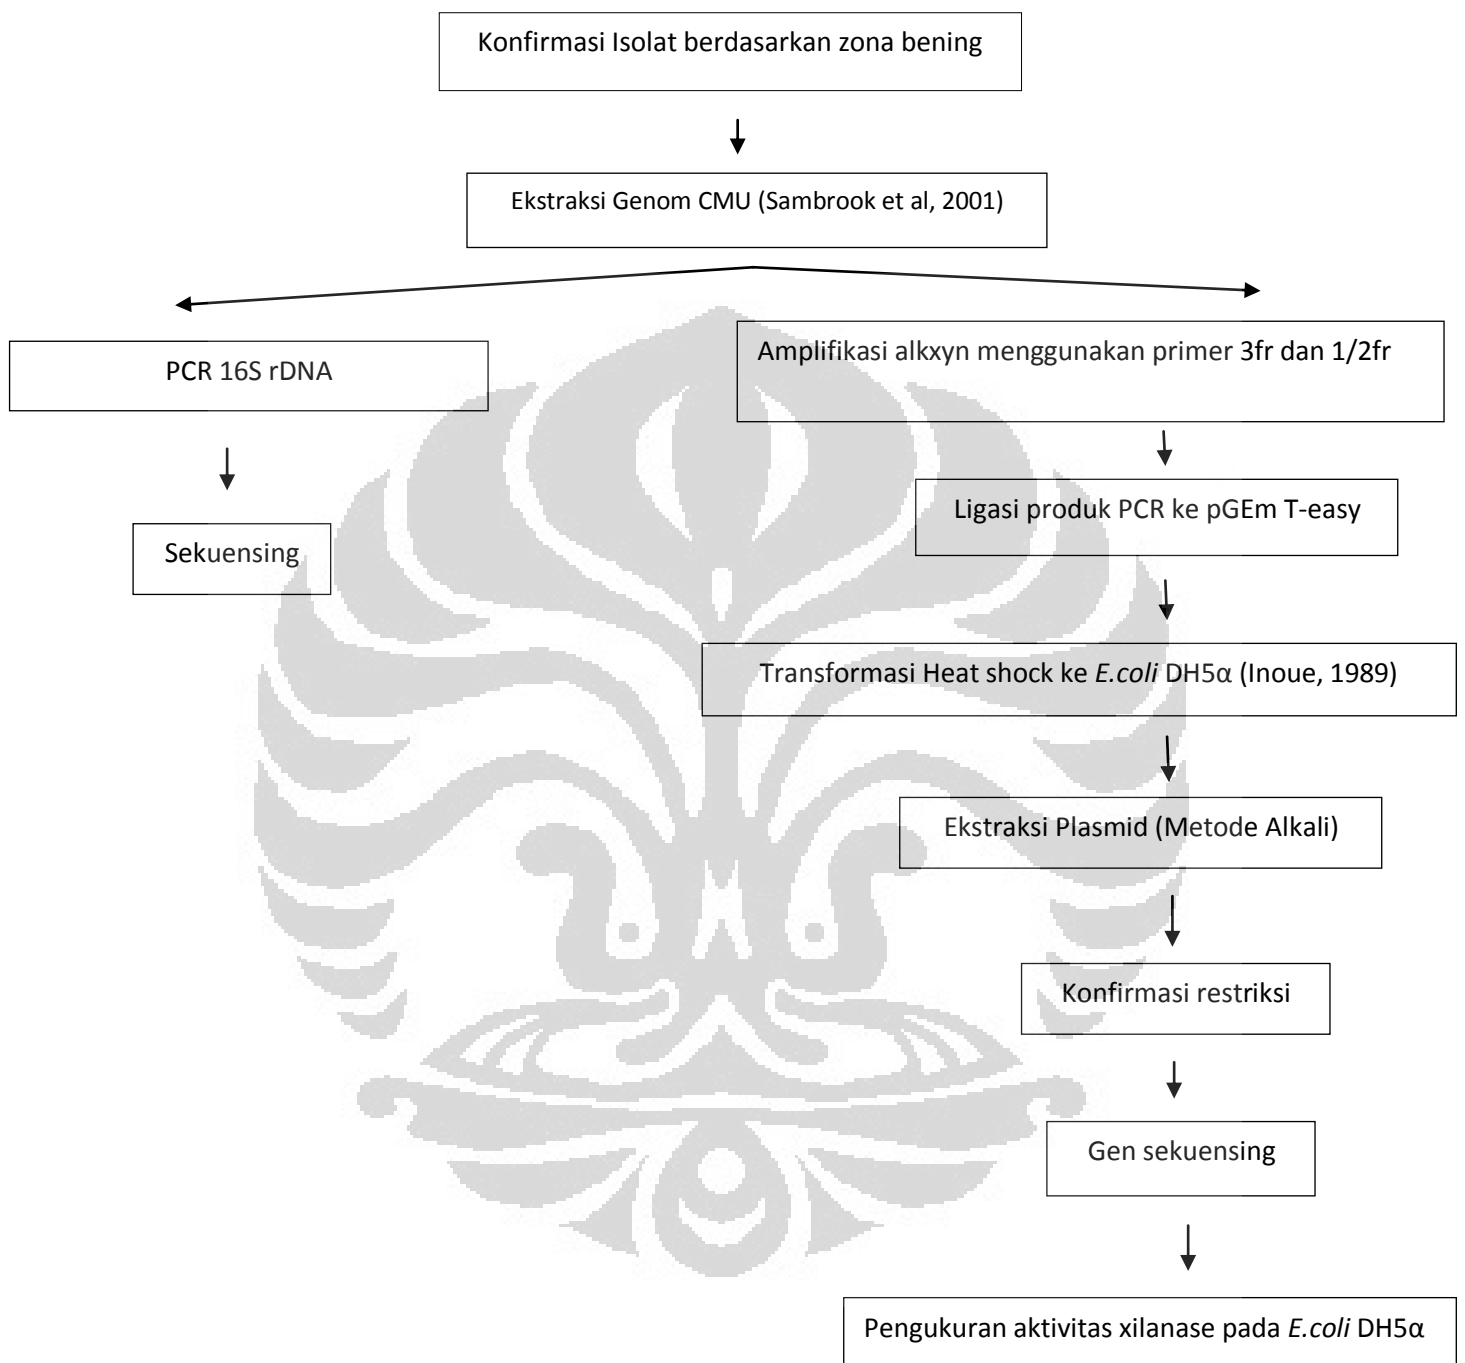 Konfirmasi Isolat berdasarkan zona bening
Ekstraksi Genom CMU (Sambrook et al, 2001)
PCR 16S rDNA
Amplifikasi alkxyn menggunakan primer 3fr dan 1/2fr
Ligasi produk PCR ke pGEm T-easy
Sekuensing
Transformasi Heat shock ke E.coli DH5α (Inoue, 1989)
Ekstraksi Plasmid (Metode Alkali)
Konfirmasi restriksi
Gen sekuensing
Pengukuran aktivitas xilanase pada E.coli DH5α